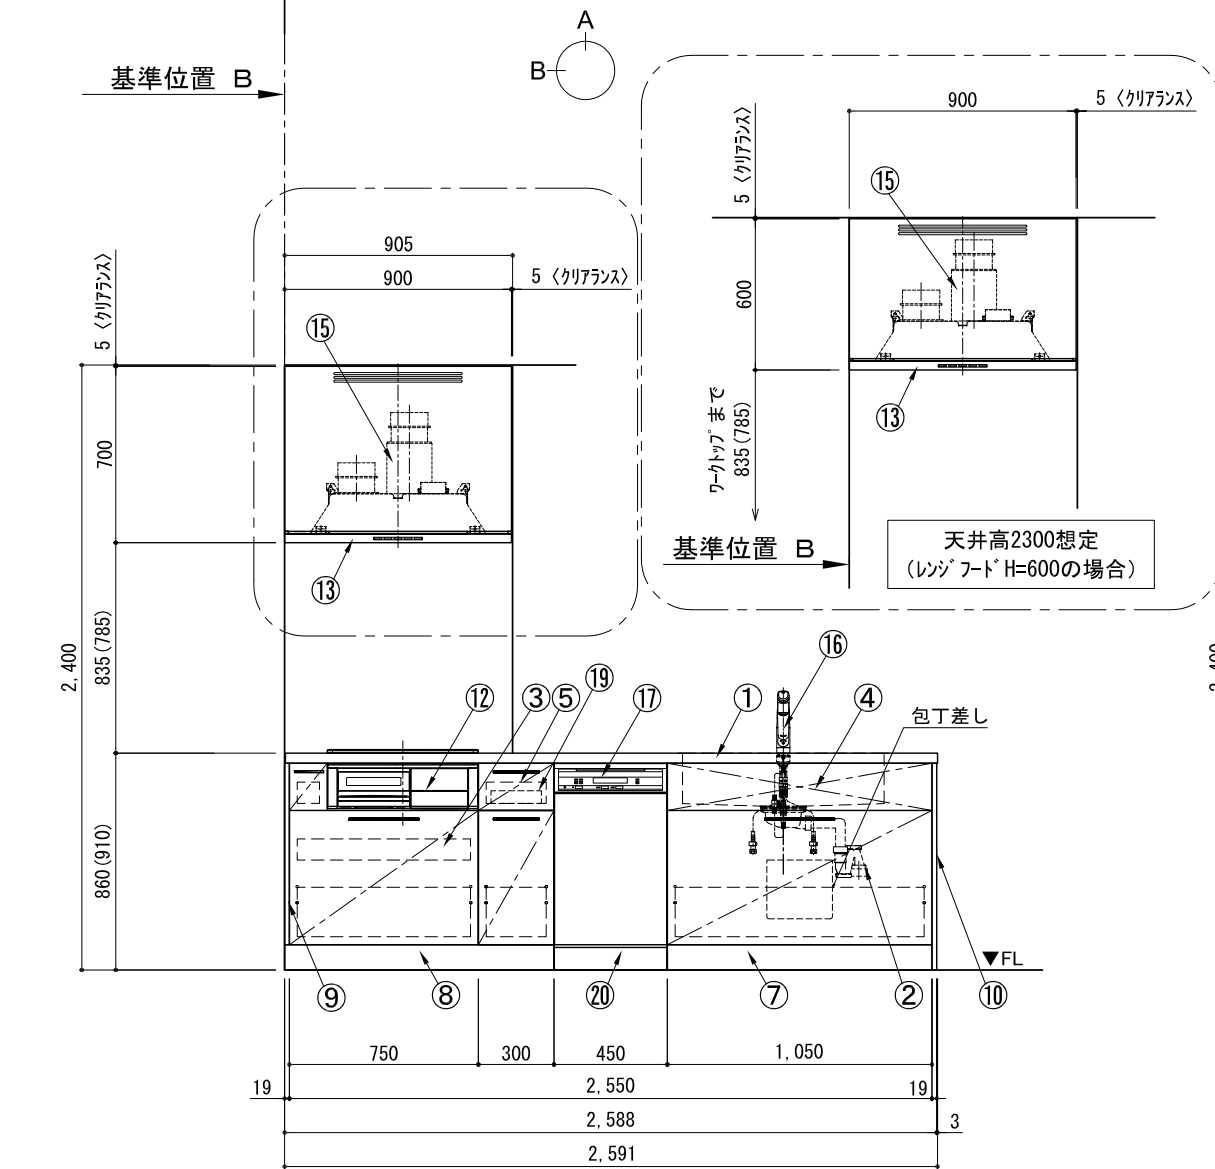 A
B
基準位置 B
900
5 〈クリアランス〉
5 〈クリアランス〉
⑮
600
⑬
ワークトップまで
835(785)
基準位置 B
天井高2300想定
(レンジフードH=600の場合)
905
900
5 〈クリアランス〉
5 〈クリアランス〉
⑮
700
⑬
835(785)
2,400
2,400
860(910)
⑫
③
⑤
⑲
⑰
①
⑯
④
包丁差し
▼FL
⑨
⑧
⑳
⑦
②
⑩
750
300
450
1,050
19
2,550
19
2,588
3
2,591